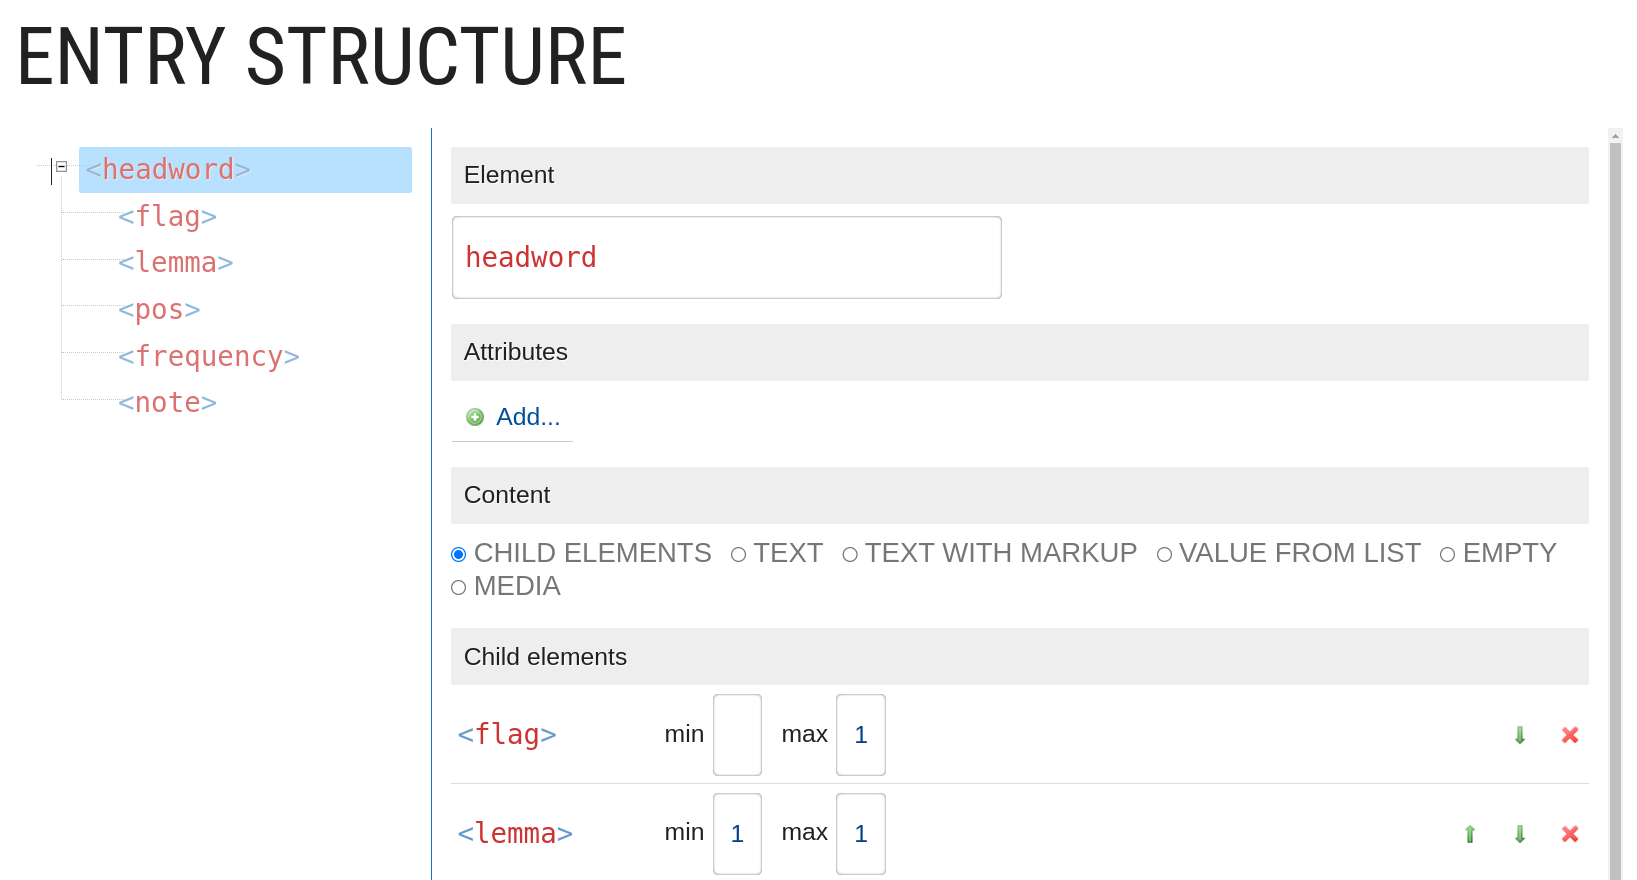 ENTRY STRUCTURE
<headword>
<flag>
<lemma>
<pos>
<frequency>
<note>
Element
headword
Attributes
Add...
Content
CHILD ELEMENTS TEXT TEXT WITH MARKUP VALUE FROM LIST EMPTY
MEDIA
Child elements
<flag> min max 1
<lemma> min 1 max 1